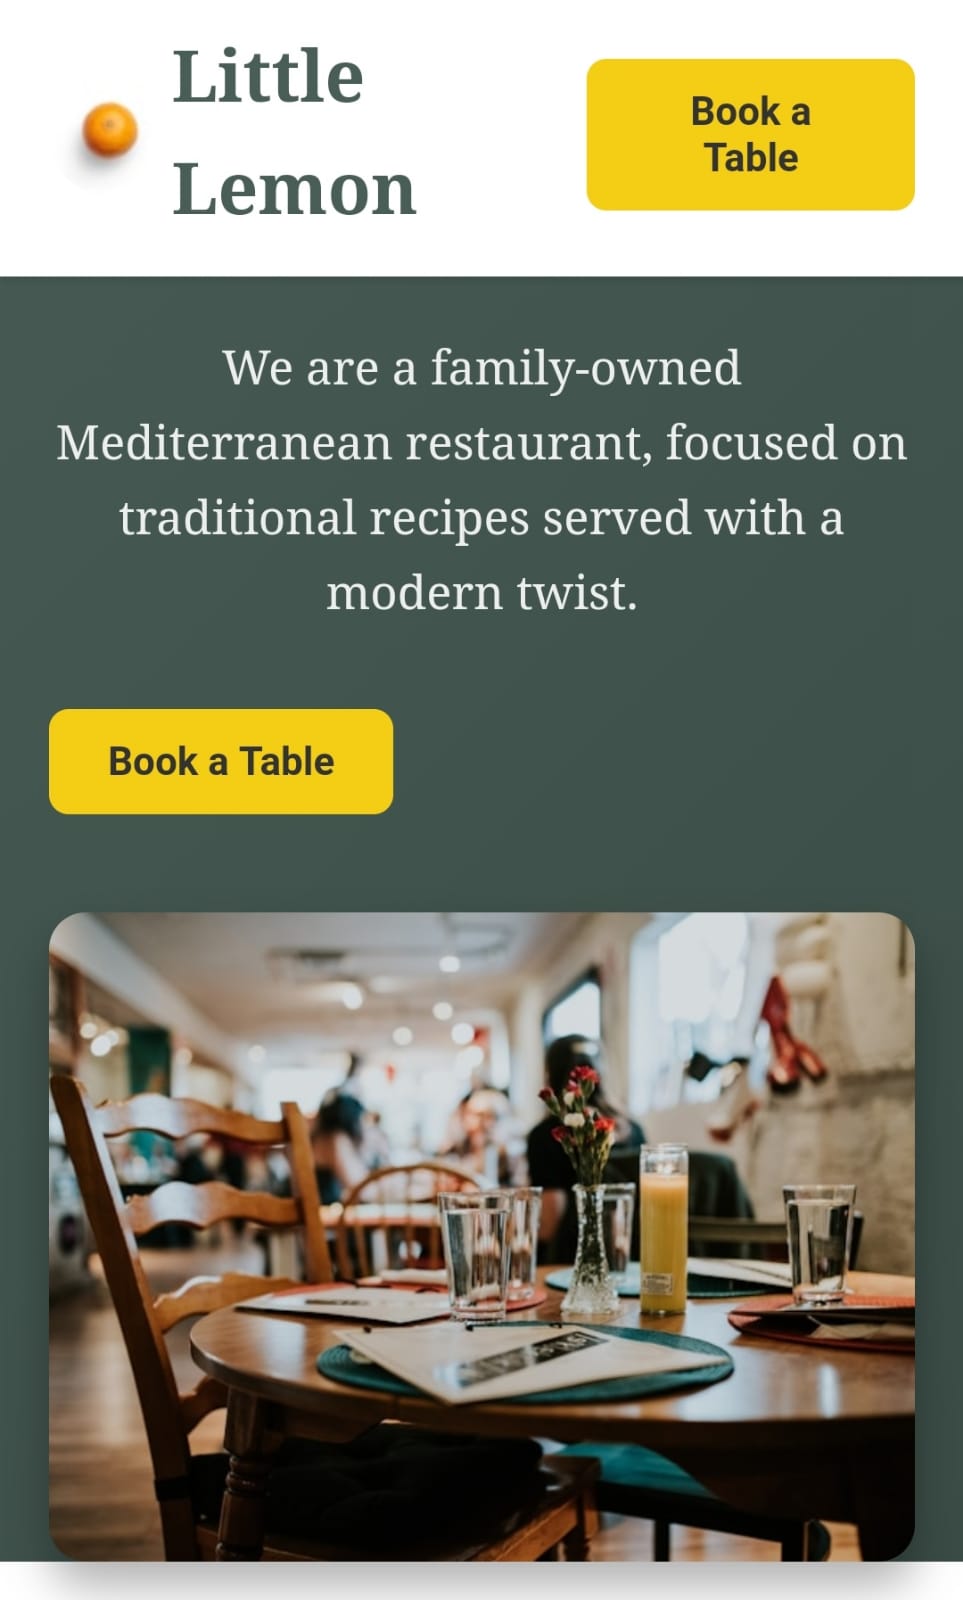 Little
Lemon
Book a
Table
We are a family-owned
Mediterranean restaurant, focused on
traditional recipes served with a
modern twist.
Book a Table